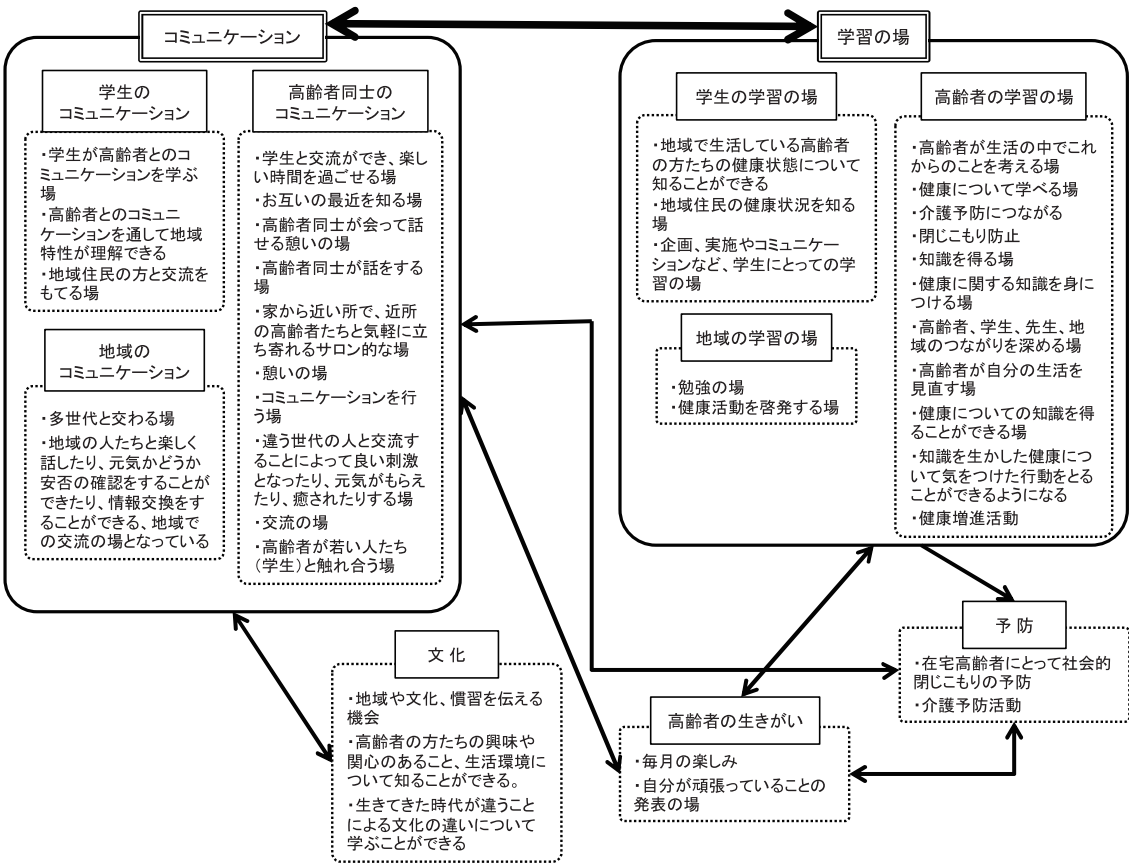 コミュニケーション
学生の
コミュニケーション
・学生が高齢者とのコ
ミュニケーションを学ぶ
場
・高齢者とのコミュニ
ケーションを通して地域
特性が理解できる
・地域住民の方と交流を
もてる場
地域の
コミュニケーション
・多世代と交わる場
・地域の人たちと楽しく
話したり、元気かどうか
安否の確認をすることが
できたり、情報交換をす
ることができる、地域で
の交流の場となっている
高齢者同士の
コミュニケーション
・学生と交流ができ、楽し
い時間を過ごせる場
・お互いの最近を知る場
・高齢者同士が会って話
せる憩いの場
・高齢者同士が話をする
場
・家から近い所で、近所
の高齢者たちと気軽に立
ち寄れるサロン的な場
・憩いの場
・コミュニケーションを行
う場
・違う世代の人と交流す
ることによって良い刺激
となったり、元気がもらえ
たり、癒されたりする場
・交流の場
・高齢者が若い人たち
(学生)と触れ合う場
学習の場
学生の学習の場
・地域で生活している高齢者
の方たちの健康状態について
知ることができる
・地域住民の健康状況を知る
場
・企画、実施やコミュニケー
ションなど、学生にとっての学
習の場
地域の学習の場
・勉強の場
・健康活動を啓発する場
高齢者の学習の場
・高齢者が生活の中でこれ
からのことを考える場
・健康について学べる場
・介護予防につながる
・閉じこもり防止
・知識を得る場
・健康に関する知識を身に
つける場
・高齢者、学生、先生、地
域のつながりを深める場
・高齢者が自分の生活を
見直す場
・健康についての知識を得
ることができる場
・知識を生かした健康につ
いて気をつけた行動をとる
ことができるようになる
・健康増進活動
文 化
・地域や文化、慣習を伝える
機会
・高齢者の方たちの興味や
関心のあること、生活環境に
ついて知ることができる。
・生きてきた時代が違うこと
による文化の違いについて
学ぶことができる
高齢者の生きがい
・毎月の楽しみ
・自分が頑張っていることの
発表の場
予 防
・在宅高齢者にとって社会的
閉じこもりの予防
・介護予防活動